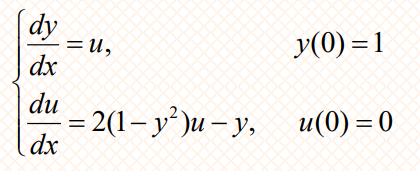 dy/dx = u, y(0) = 1
du/dx = 2(1 − y²)u − y, u(0) = 0